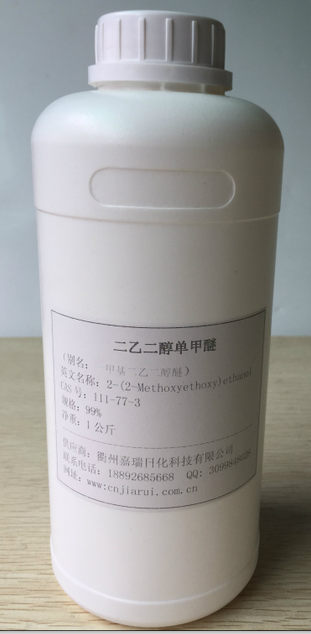 二乙二醇单甲醚
（别名：一甲基二乙二醇醚）
英文名称：2-(2-Methoxyethoxy)ethanol
CAS号：111-77-3
规格：99%
净重：1公斤
供应商：衢州嘉瑞日化科技有限公司
联系电话：18892685668 QQ:
网址：www.cnjiarui.com.cn